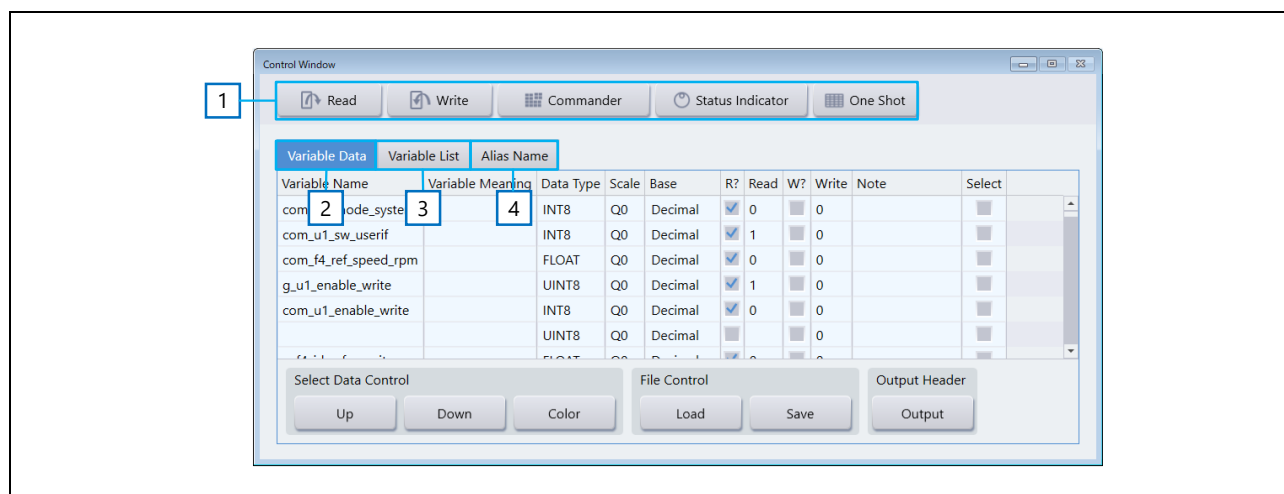 Control Window
1 Read Write Commander Status Indicator One Shot
Variable Data Variable List Alias Name
Variable Name Variable Meaning Data Type Scale Base R? Read W? Write Note Select
2 3 4 INT8 Q0 Decimal 0 0
com_u1_sw_userif INT8 Q0 Decimal 1 0
com_f4_ref_speed_rpm FLOAT Q0 Decimal 0 0
g_u1_enable_write UINT8 Q0 Decimal 1 0
com_u1_enable_write INT8 Q0 Decimal 0 0
UINT8 Q0 Decimal 0
Select Data Control File Control Output Header
Up Down Color Load Save Output